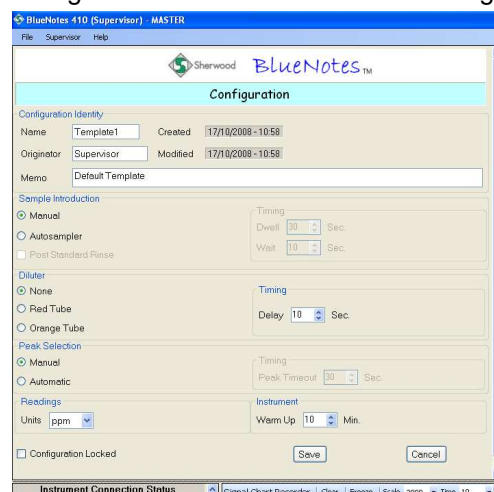 BlueNotes 410 (Supervisor) - MASTER
File Supervisor Help
Sherwood BlueNotes TM
Configuration
Configuration Identity
Name Template1 Created 17/10/2008 - 10:58
Originator Supervisor Modified 17/10/2008 - 10:58
Memo Default Template
Sample Introduction
Manual
Autosampler
Post Standard Rinse
Timing
Dwell 30 Sec.
Wait 10 Sec.
Diluter
None
Red Tube
Orange Tube
Timing
Delay 10 Sec.
Peak Selection
Manual
Automatic
Timing
Peak Timeout 30 Sec.
Readings
Units ppm
Instrument
Warm Up 10 Min.
Configuration Locked Save Cancel
Instrument Connection Status Signal Chart Recorder Clear Freeze Scale 2000 Time 10